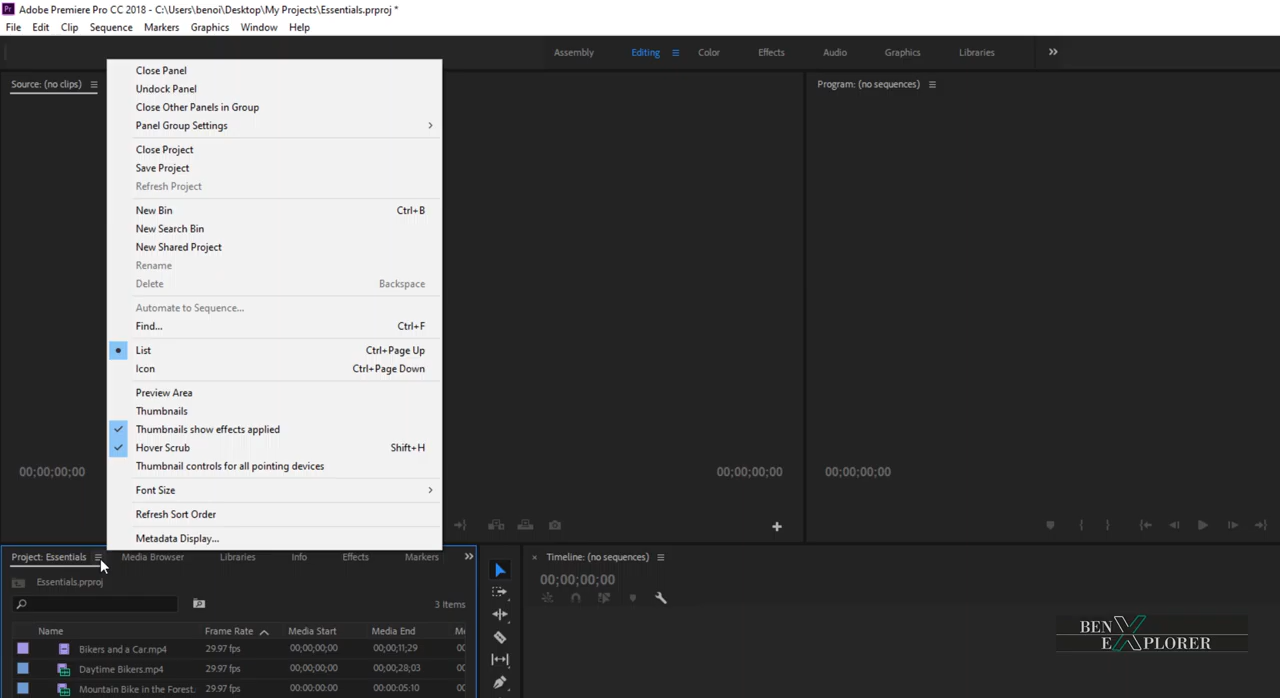 Adobe Premiere Pro CC 2018 - C:\Users\benoi\Desktop\My Projects\Essentials.prproj *
File Edit Clip Sequence Markers Graphics Window Help
Assembly Editing Color Effects Audio Graphics Libraries
Source: (no clips)
Program: (no sequences)
Close Panel
Undock Panel
Close Other Panels in Group
Panel Group Settings
Close Project
Save Project
Refresh Project
New Bin Ctrl+B
New Search Bin
New Shared Project
Rename
Delete Backspace
Automate to Sequence...
Find... Ctrl+F
List Ctrl+Page Up
Icon Ctrl+Page Down
Preview Area
Thumbnails
Thumbnails show effects applied
Hover Scrub Shift+H
Thumbnail controls for all pointing devices
Font Size
Refresh Sort Order
Metadata Display...
00;00;00;00 00;00;00;00 00;00;00;00
Project: Essentials Media Browser Libraries Info Effects Markers
Essentials.prproj
3 Items
Name Frame Rate Media Start Media End Me
Bikers and a Car.mp4 29.97 fps 00;00;00;00 00;00;11;29
Daytime Bikers.mp4 29.97 fps 00;00;00;00 00;00;28;03
Mountain Bike in the Forest. 29.97 fps 00:00:00:00 00:00:05:10
Timeline: (no sequences)
00;00;00;00
BEN
EXPLORER